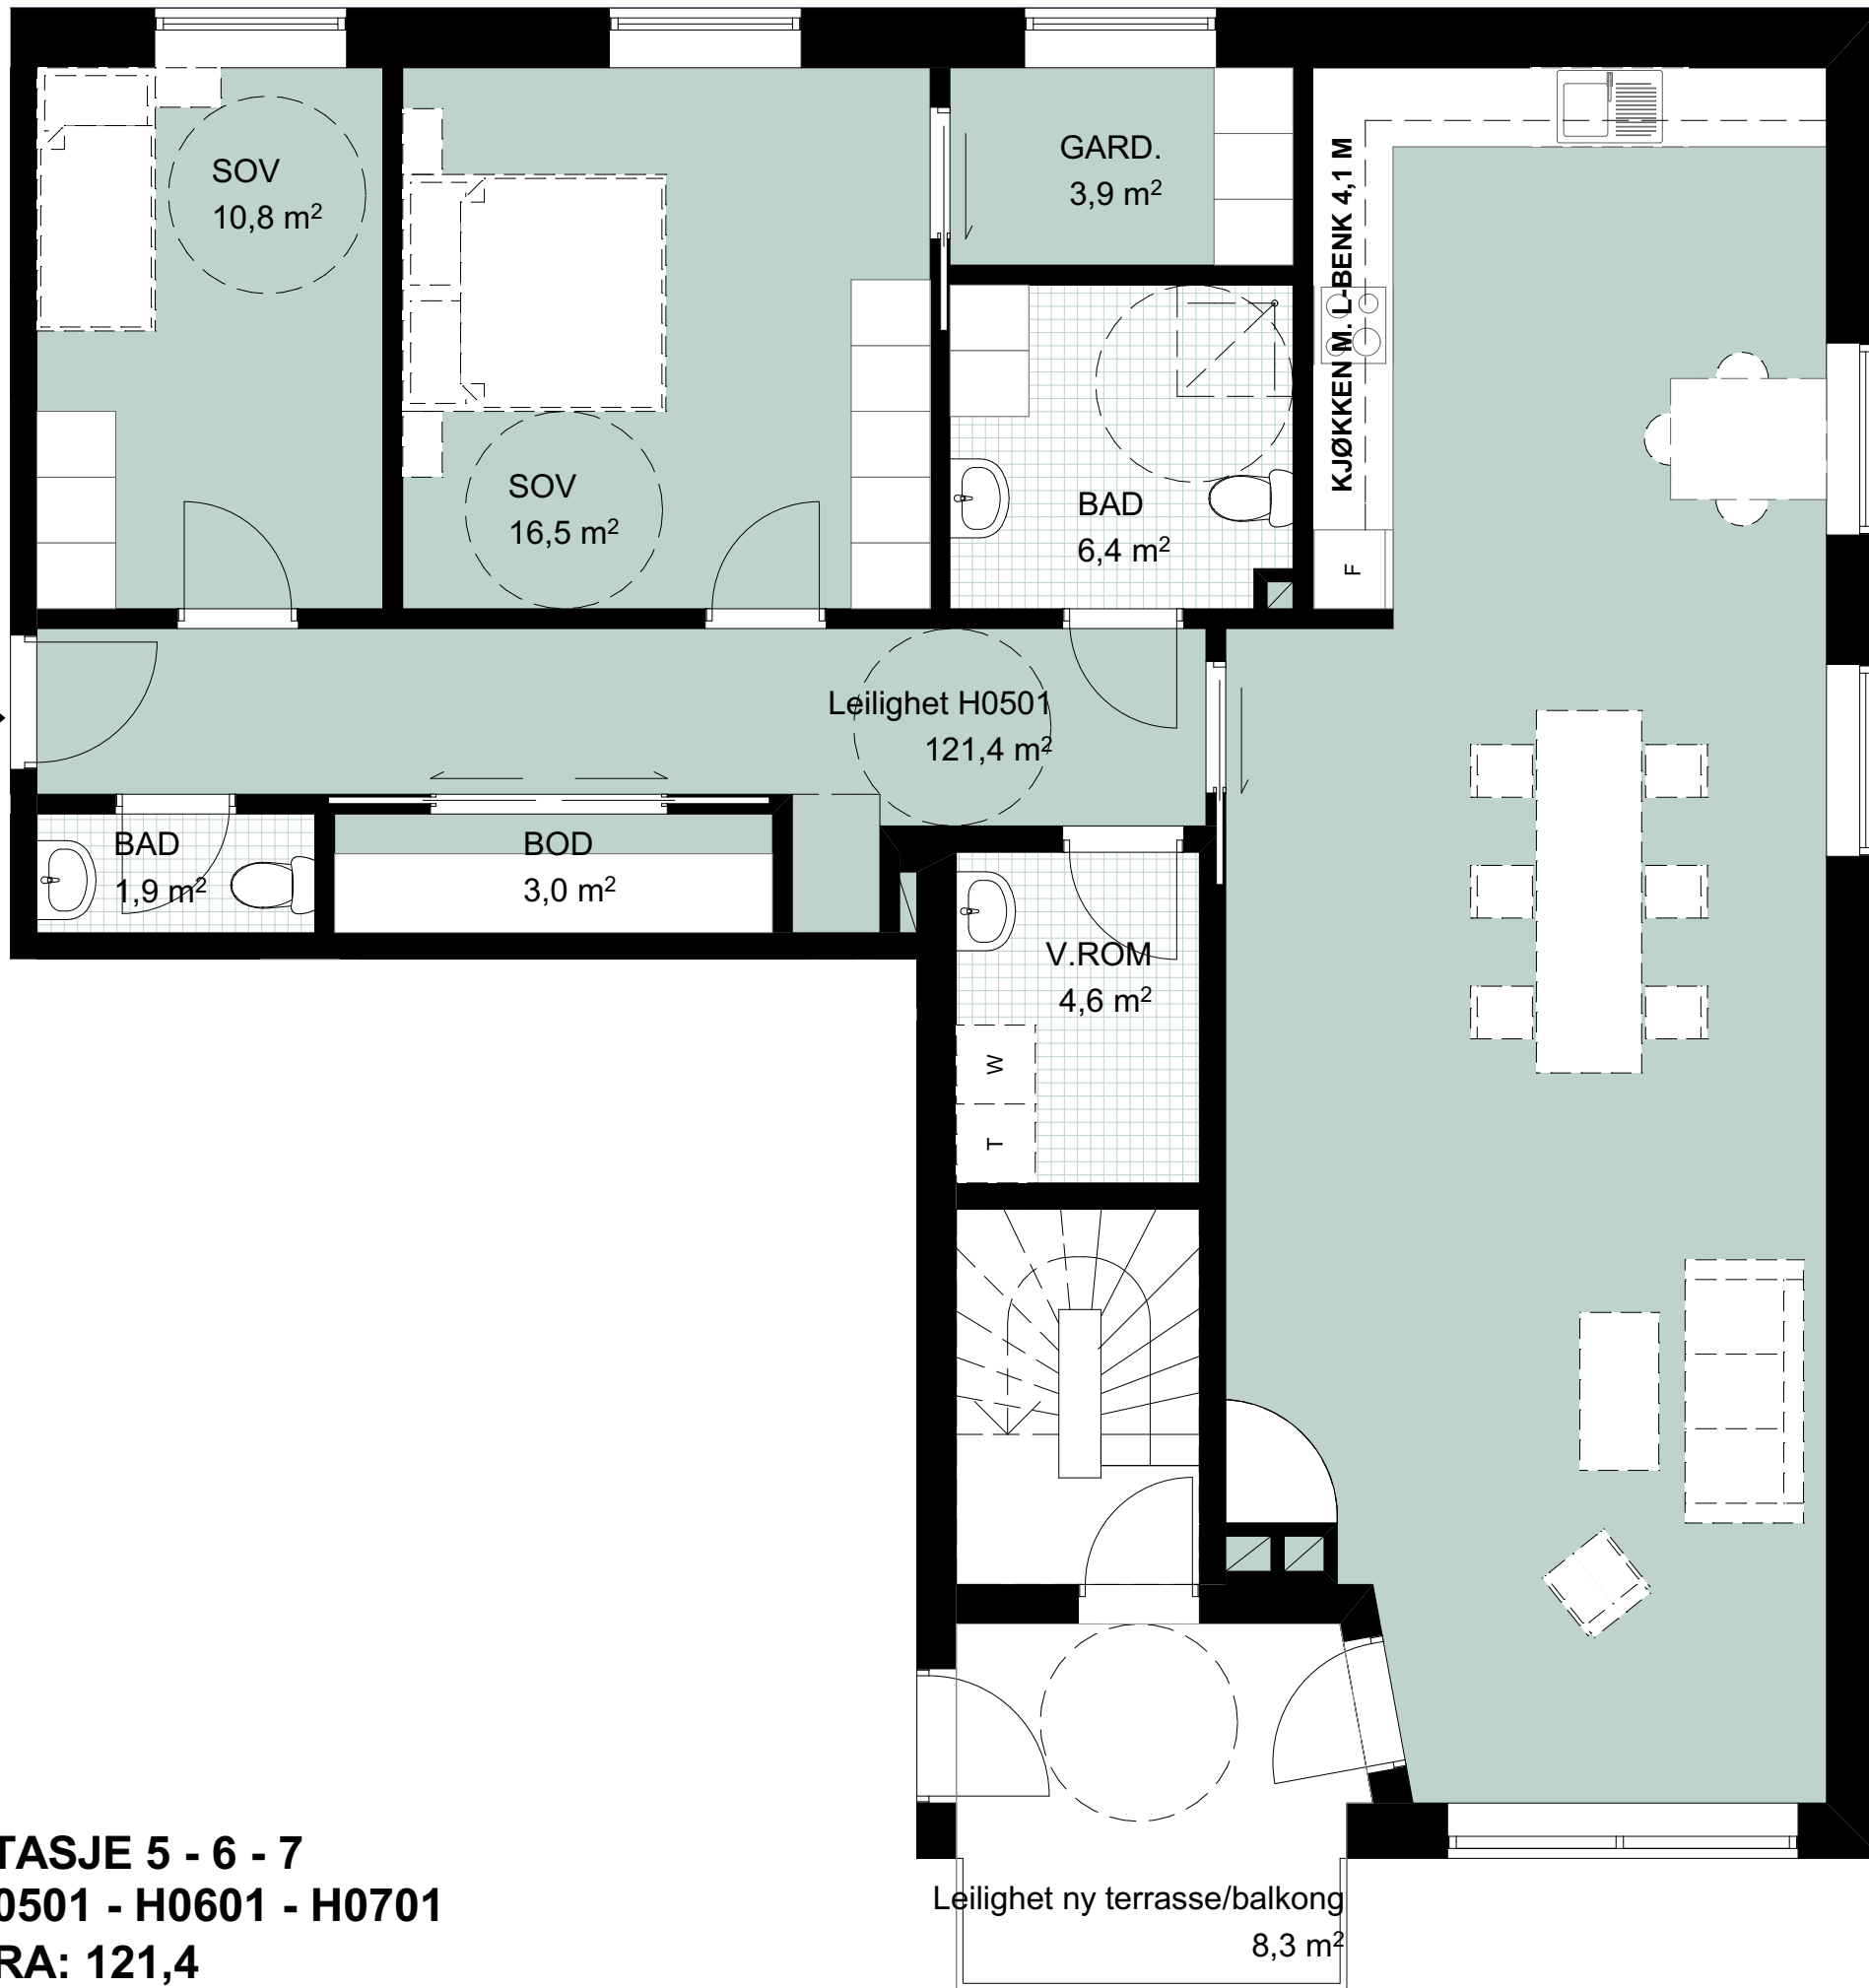 SOV
10,8 m²
SOV
16,5 m²
GARD.
3,9 m²
KJØKKEN M. L-BENK 4,1 M
BAD
6,4 m²
F
Leilighet H0501
121,4 m²
BAD
1,9 m²
BOD
3,0 m²
V.ROM
4,6 m²
W
T
TASJE 5 - 6 - 7
0501 - H0601 - H0701
RA: 121,4
Leilighet ny terrasse/balkong
8,3 m²